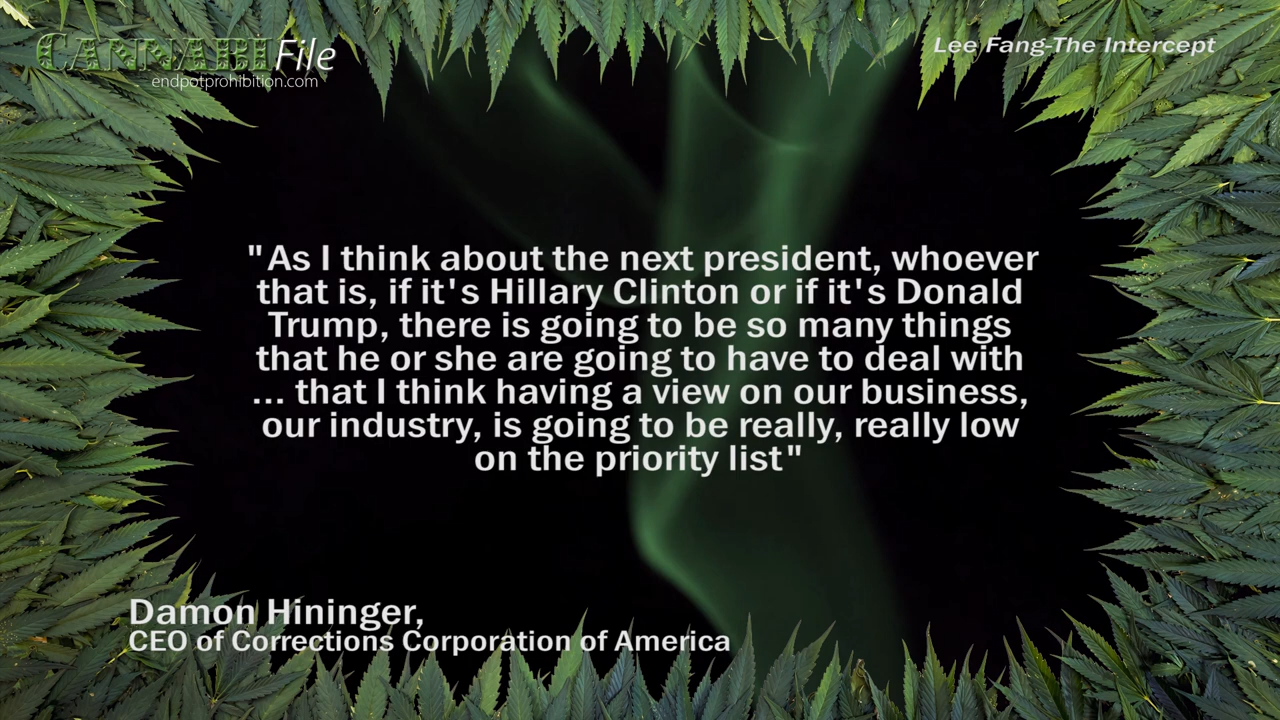 CANNABIFile
endpotprohibition.com
Lee Fang-The Intercept
"As I think about the next president, whoever
that is, if it's Hillary Clinton or if it's Donald
Trump, there is going to be so many things
that he or she are going to have to deal with
... that I think having a view on our business,
our industry, is going to be really, really low
on the priority list"
Damon Hininger,
CEO of Corrections Corporation of America